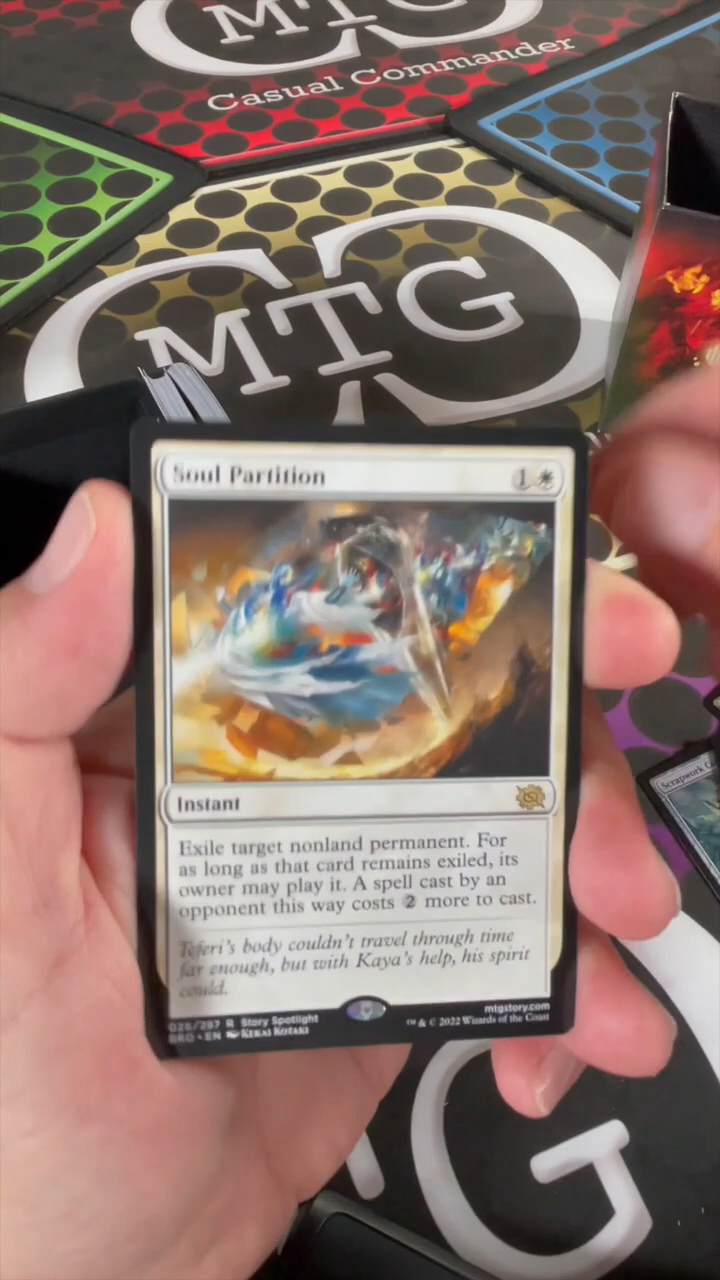 MTG
Casual Commander
MTG
Soul Partition 1
Instant
Exile target nonland permanent. For
as long as that card remains exiled, its
owner may play it. A spell cast by an
opponent this way costs 2 more to cast.
Teferi's body couldn't travel through time
far enough, but with Kaya's help, his spirit
could.
026/287 R Story Spotlight
mtgstory.com
BRO • EN Kekai Kotaki
™ & © 2022 Wizards of the Coast
Scrapwork
G